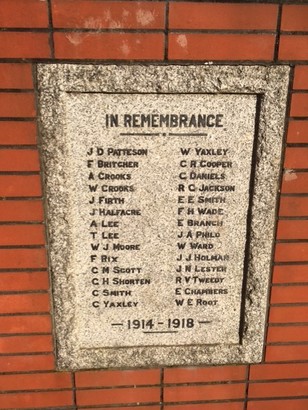 IN REMEMBRANCE
J D PATTESON
F BRITCHER
A CROOKS
W CROOKS
J FIRTH
J HALFACRE
A LEE
T LEE
W J MOORE
F RIX
C M SCOTT
C H SHORTEN
C SMITH
C YAXLEY
W YAXLEY
C R COOPER
C DANIELS
R C JACKSON
E E SMITH
F H WADE
E BRANCH
J A PHILO
W WARD
J J HOLMAR
J N LESTER
R V TWEEDY
E CHAMBERS
W E ROOT
— 1914 - 1918 —